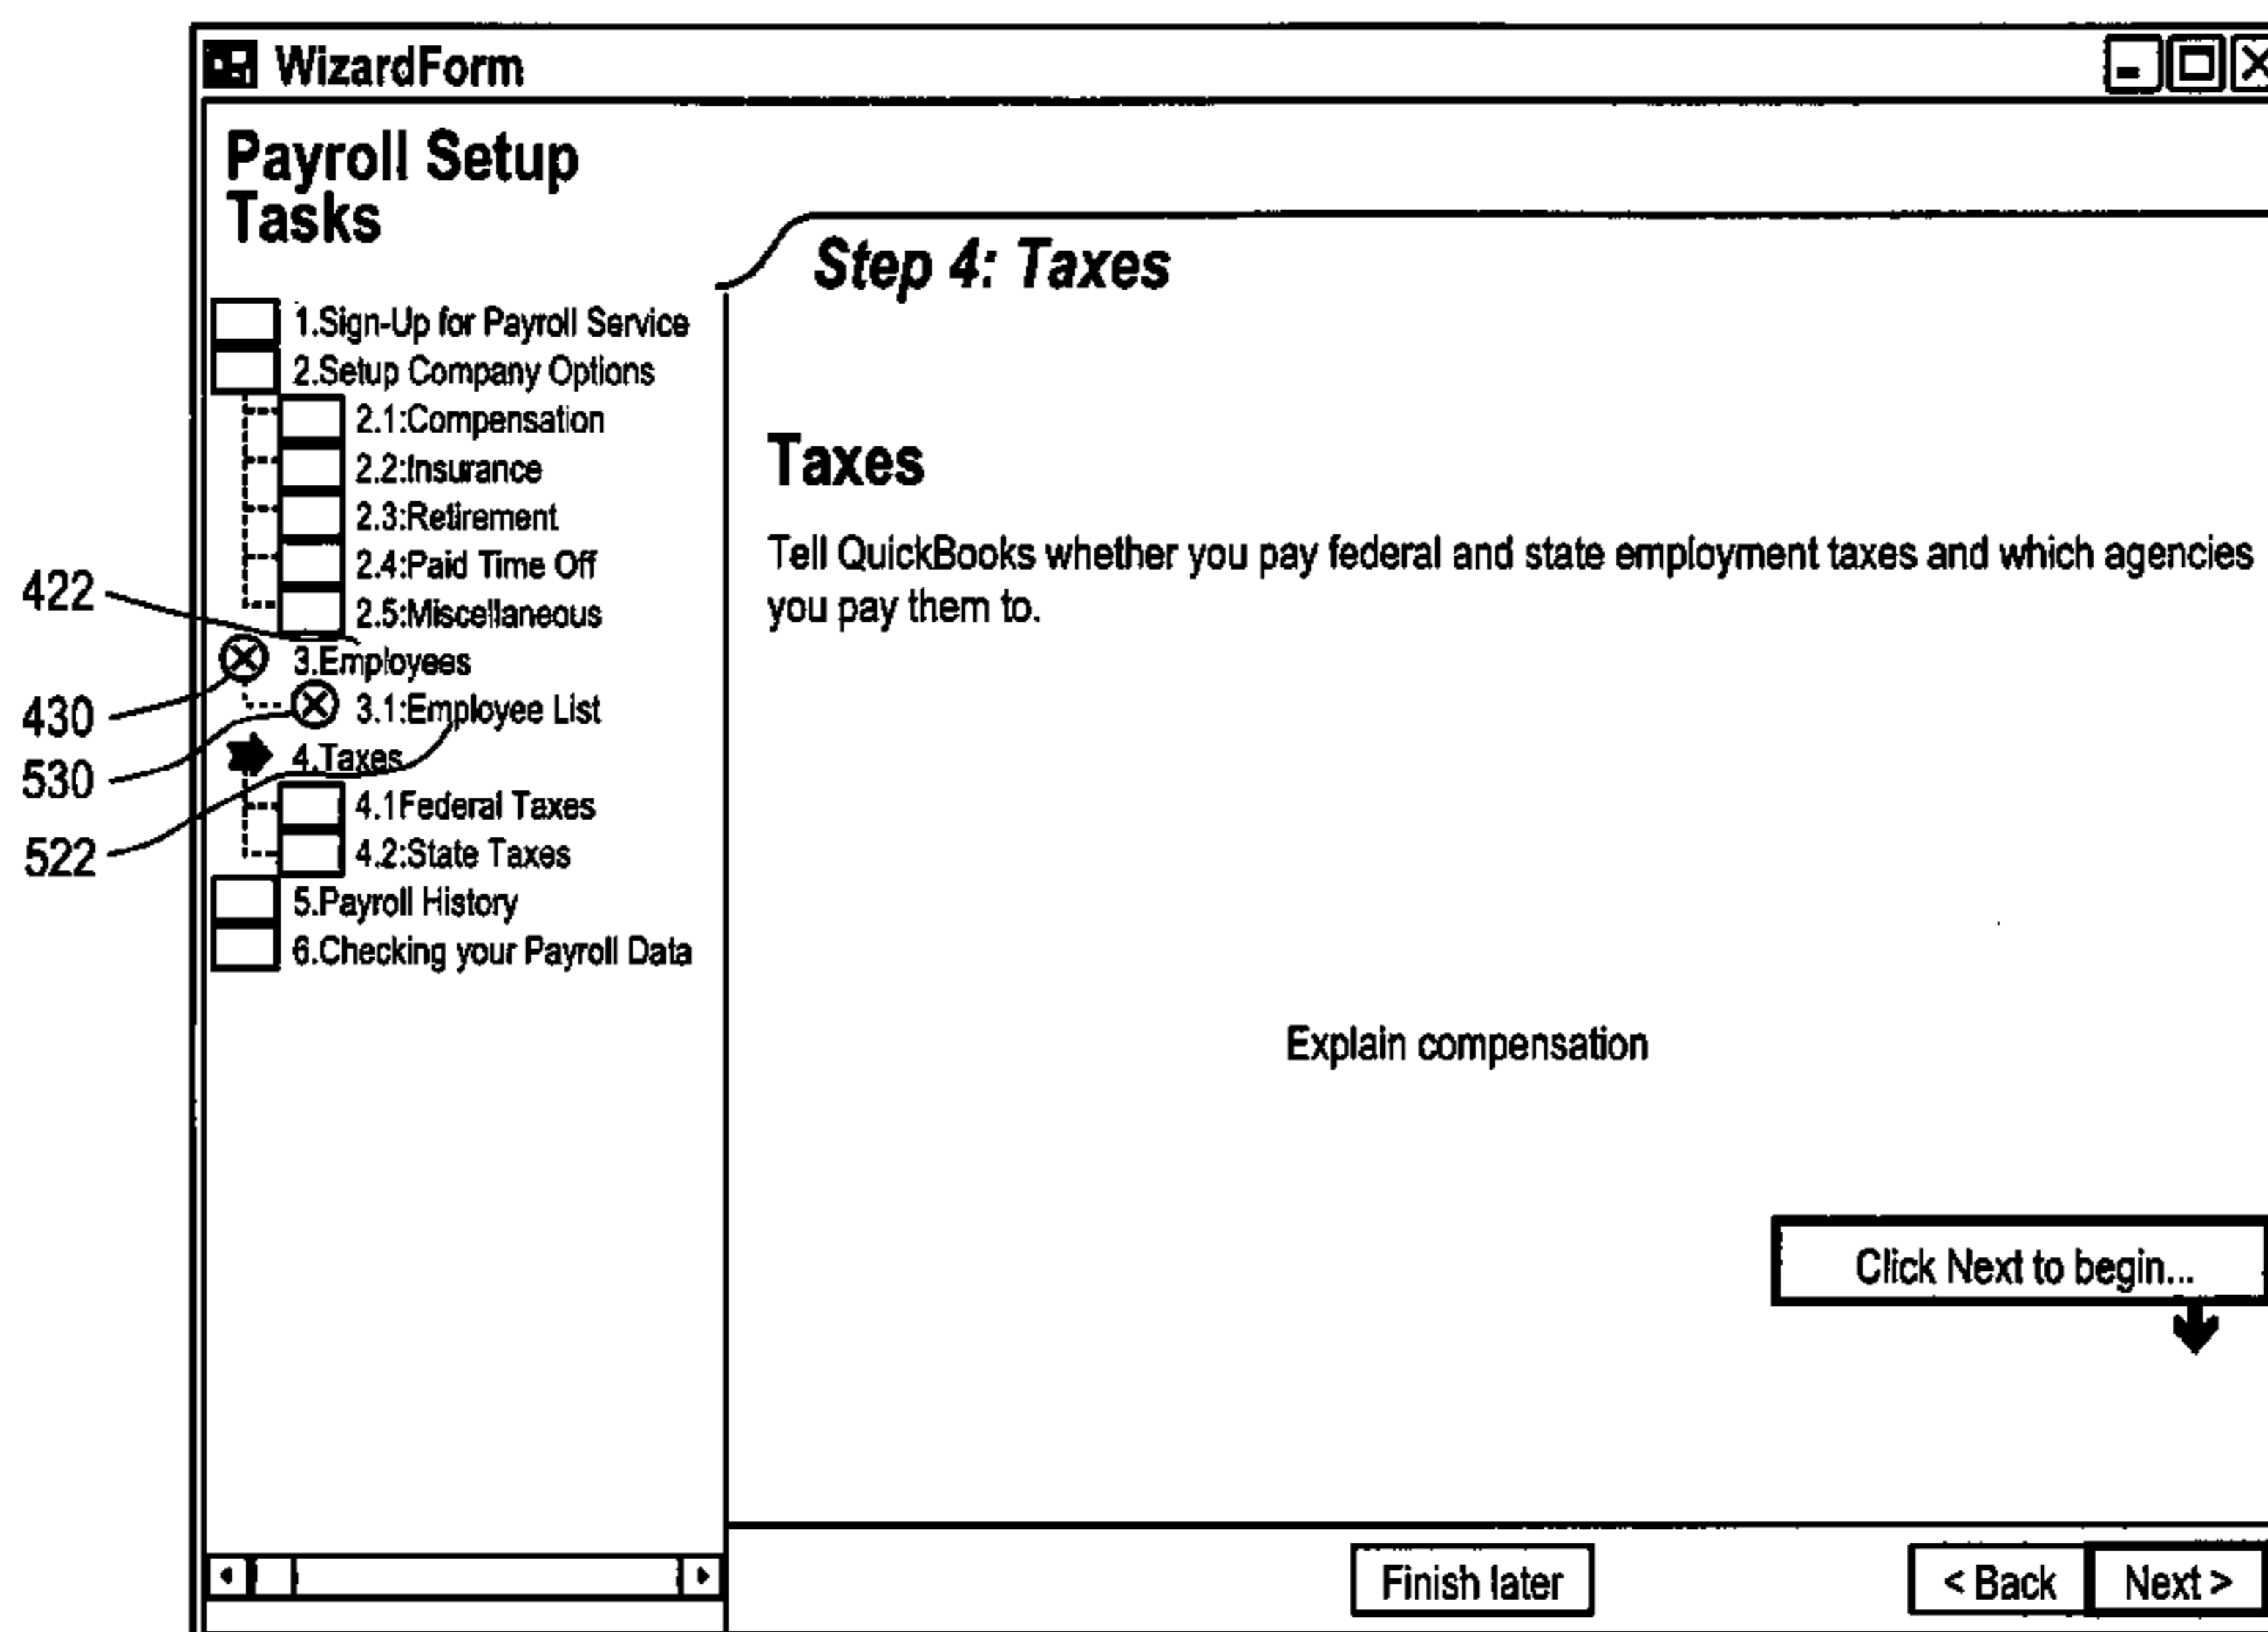 WizardForm
Payroll Setup
Tasks
Step 4: Taxes
1.Sign-Up for Payroll Service
2.Setup Company Options
2.1:Compensation
2.2:Insurance
2.3:Retirement
2.4:Paid Time Off
2.5:Miscellaneous
3.Employees
3.1:Employee List
4.Taxes
4.1Federal Taxes
4.2:State Taxes
5.Payroll History
6.Checking your Payroll Data
422
430
530
522
Taxes
Tell QuickBooks whether you pay federal and state employment taxes and which agencies
you pay them to.
Explain compensation
Click Next to begin...
Finish later
< Back
Next >